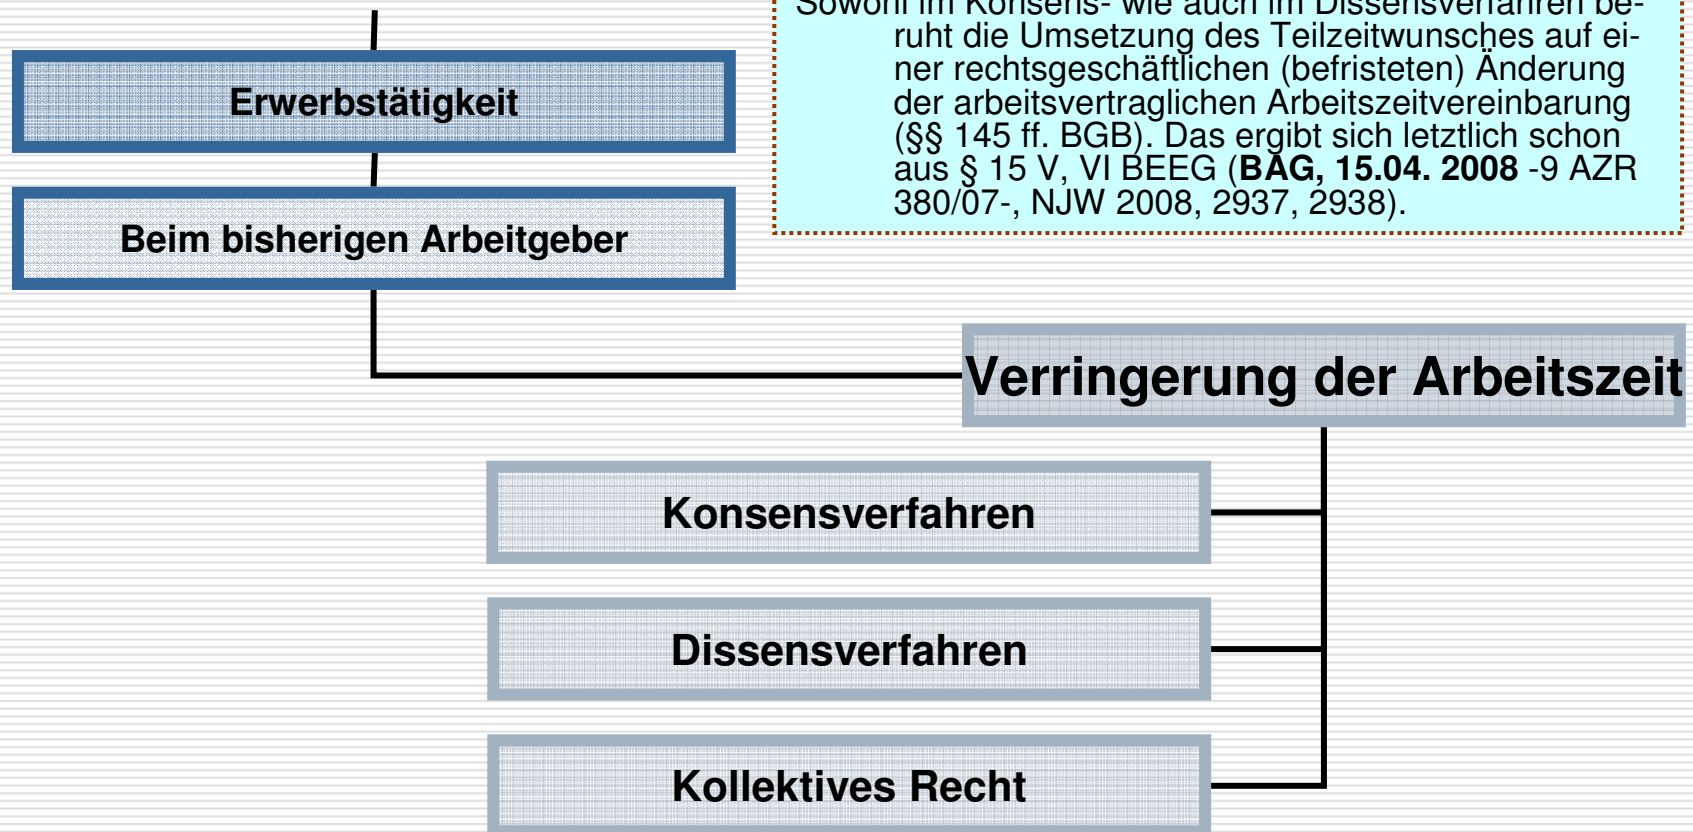 Sowohl im Konsens- wie auch im Dissensverfahren be-
ruht die Umsetzung des Teilzeitwunsches auf ei-
ner rechtsgeschäftlichen (befristeten) Änderung
der arbeitsvertraglichen Arbeitszeitvereinbarung
(§§ 145 ff. BGB). Das ergibt sich letztlich schon
aus § 15 V, VI BEEG (BAG, 15.04. 2008 -9 AZR
380/07-, NJW 2008, 2937, 2938).
Erwerbstätigkeit
Beim bisherigen Arbeitgeber
Verringerung der Arbeitszeit
Konsensverfahren
Dissensverfahren
Kollektives Recht